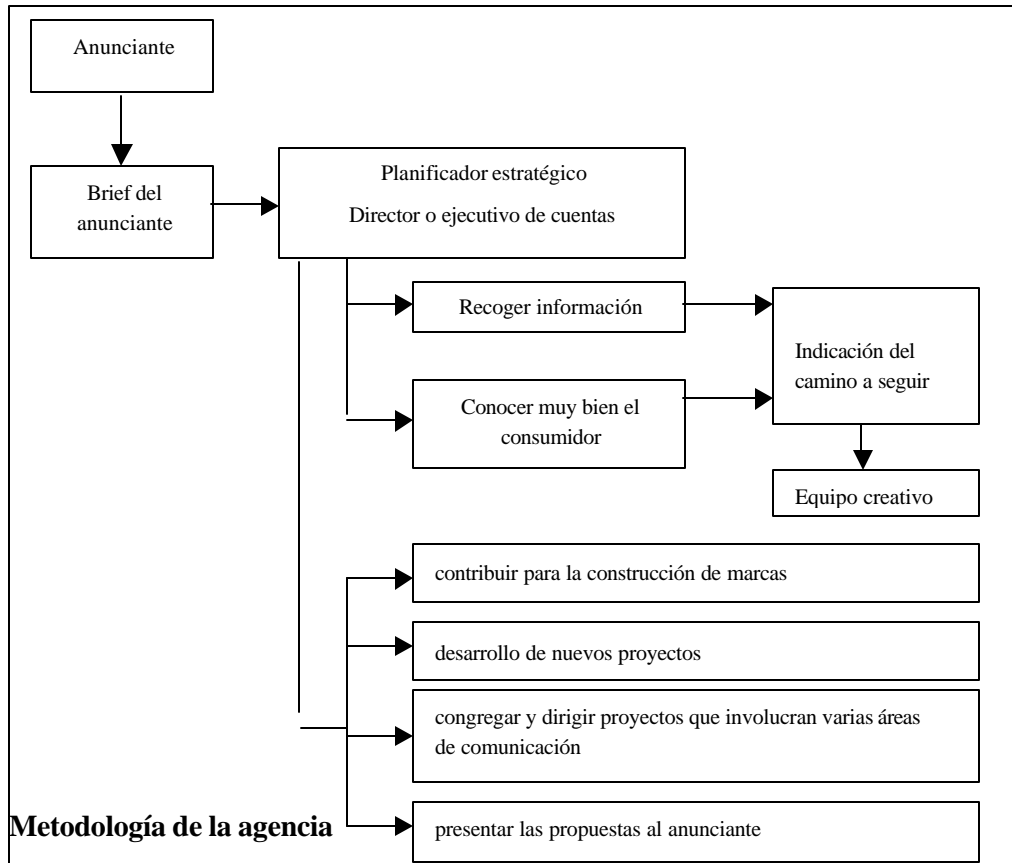 Anunciante
Brief del
anunciante
Planificador estratégico
Director o ejecutivo de cuentas
Recoger información
Conocer muy bien el
consumidor
Indicación del
camino a seguir
Equipo creativo
contribuir para la construcción de marcas
desarrollo de nuevos proyectos
congregar y dirigir proyectos que involucran varias áreas
de comunicación
presentar las propuestas al anunciante
Metodología de la agencia